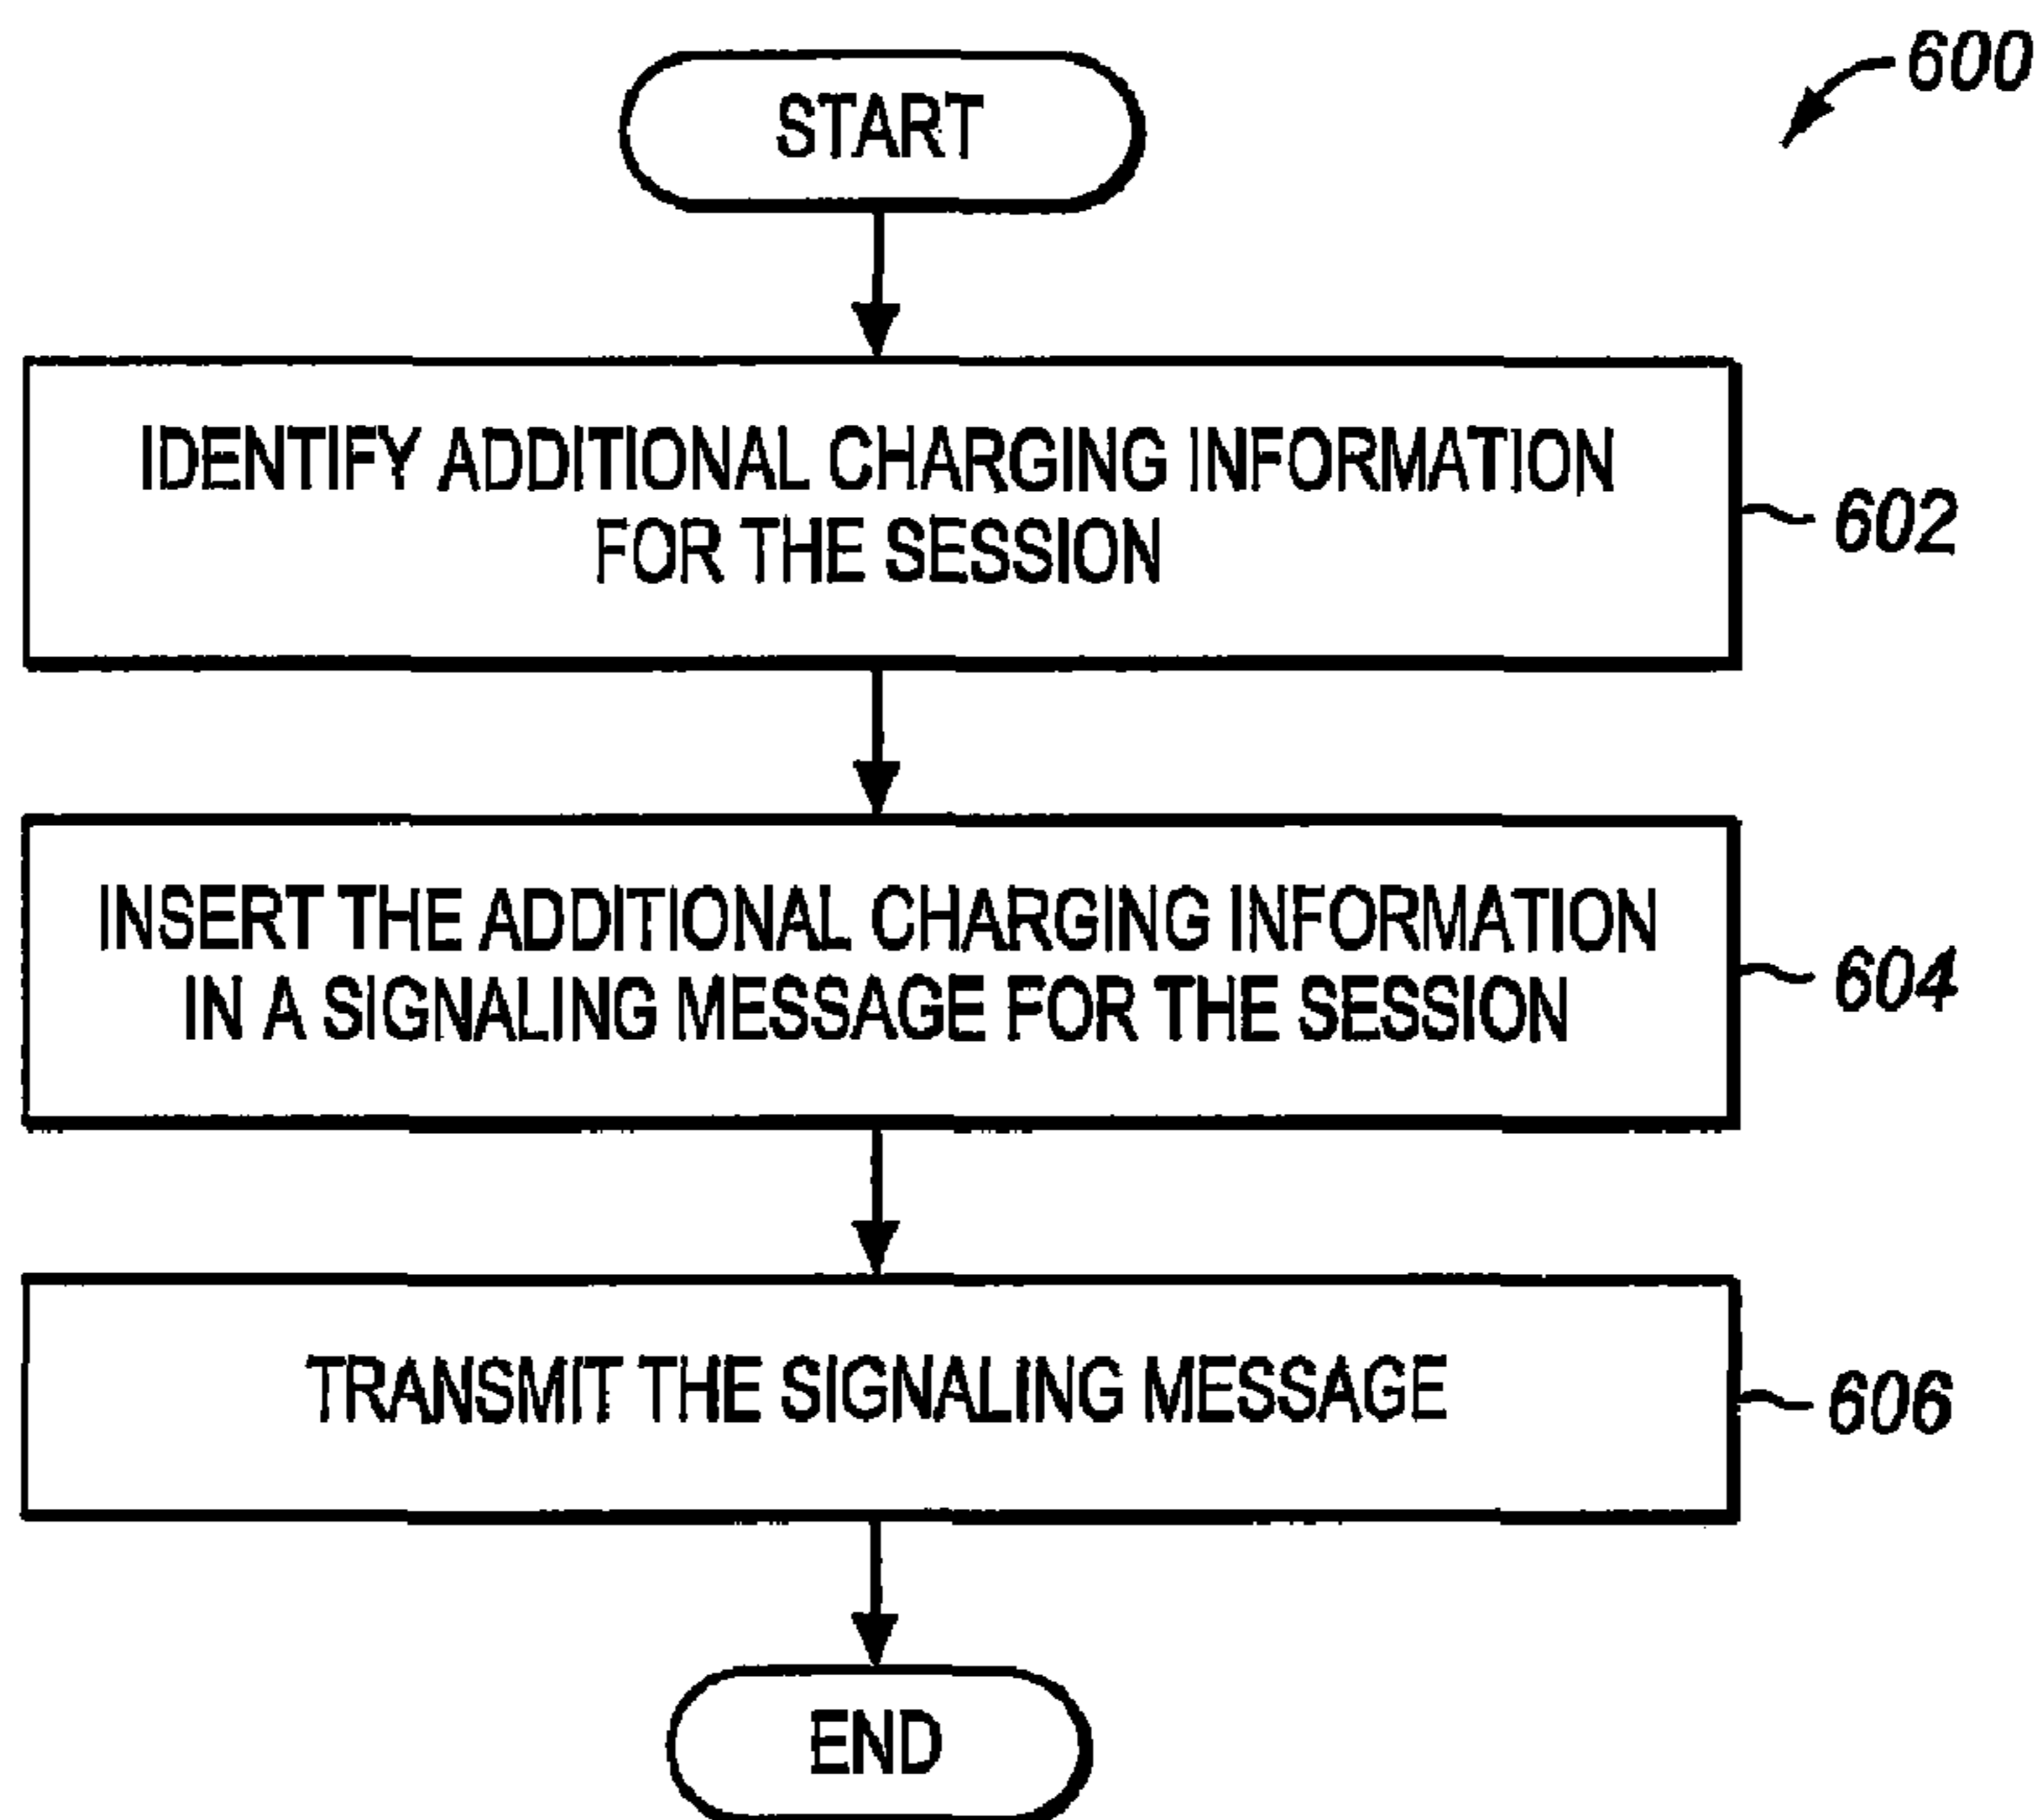 600
START
IDENTIFY ADDITIONAL CHARGING INFORMATION
FOR THE SESSION
602
INSERT THE ADDITIONAL CHARGING INFORMATION
IN A SIGNALING MESSAGE FOR THE SESSION
604
TRANSMIT THE SIGNALING MESSAGE
606
END